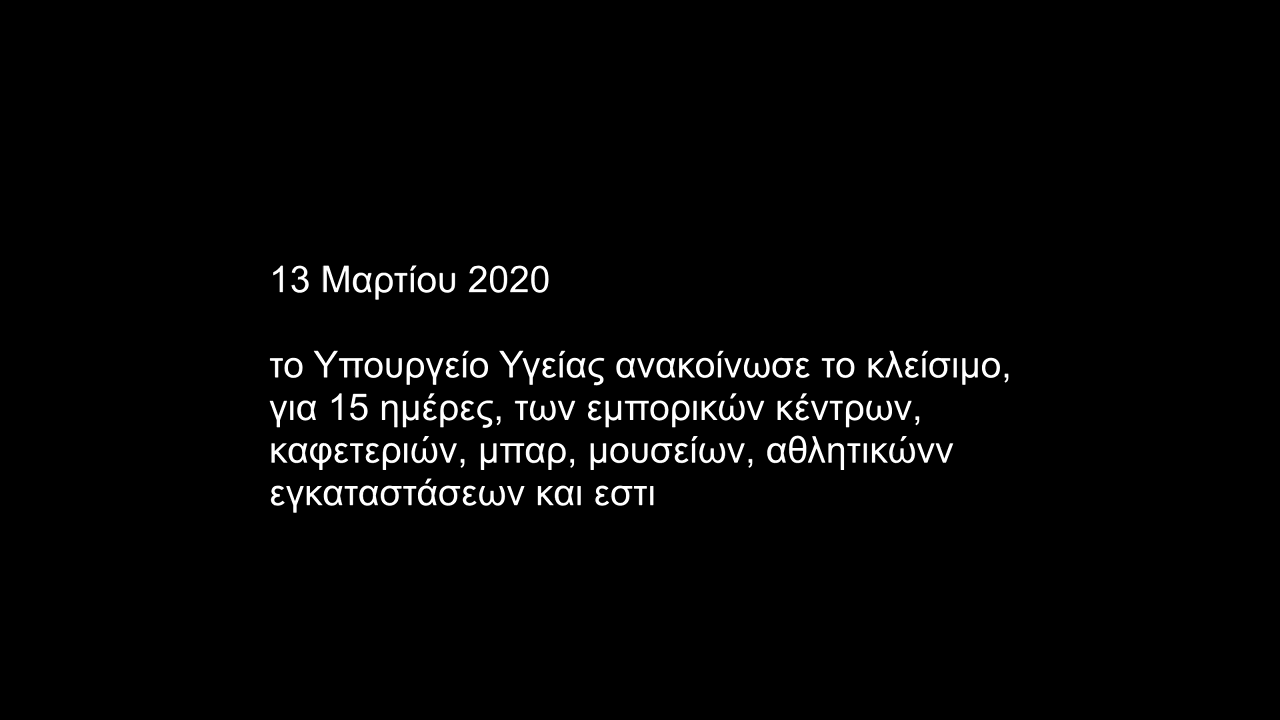 13 Μαρτίου 2020
το Υπουργείο Υγείας ανακοίνωσε το κλείσιμο,
για 15 ημέρες, των εμπορικών κέντρων,
καφετεριών, μπαρ, μουσείων, αθλητικώνν
εγκαταστάσεων και εστι